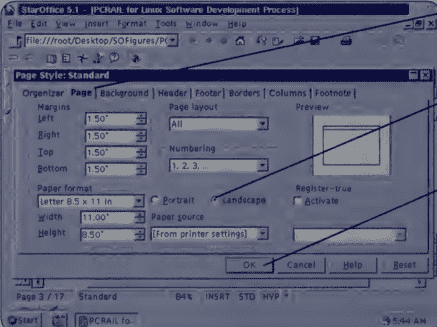 StarOffice 5.1 - [PCRAIL for Linux Software Development Process]
File Edit View Insert Format Tools Window Help
file:///root/Desktop/SOFigures/PC
Page Style: Standard
Organizer Page Background Header Footer Borders Columns Footnote
Margins Page layout Preview
Left 1.50" All
Right 1.50"
Top 1.50" Numbering
Bottom 1.50" 1, 2, 3, ...
Paper format Register-true
Letter 8.5 x 11 in Portrait Landscape Activate
Width 11.00" Paper source
Height 8.50" [From printer settings]
OK Cancel Help Reset
Page 3 / 17 Standard 84% INSRT STD HYP *
Start PCRAIL fo... 5:44 AM